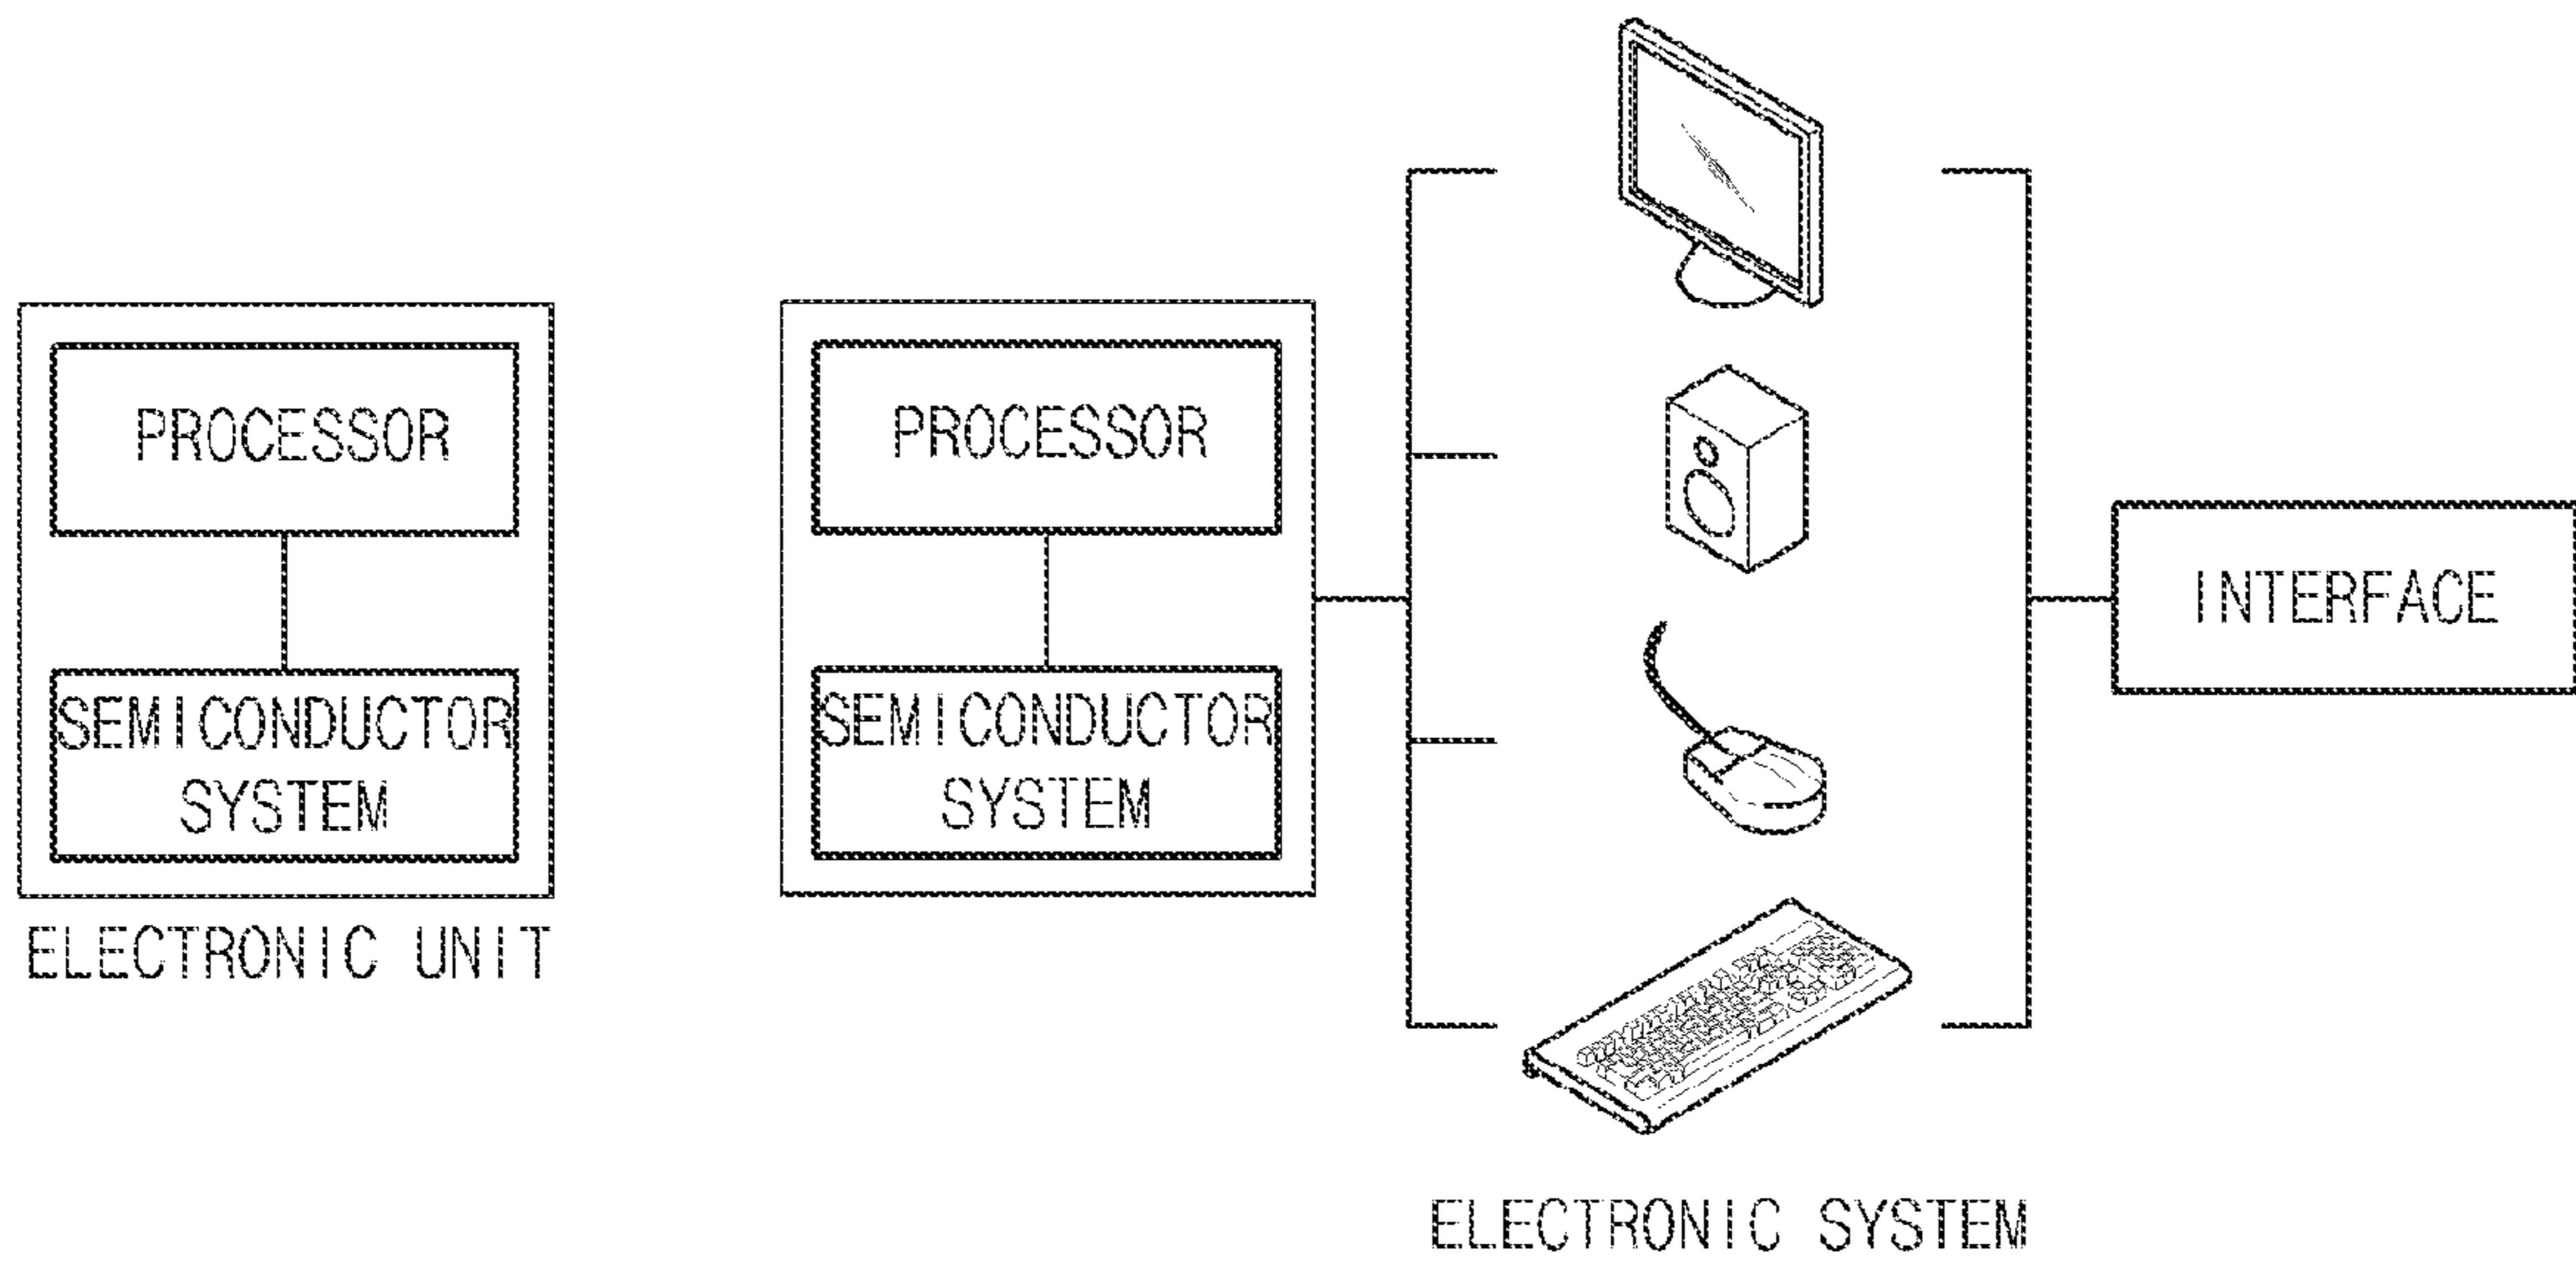 PROCESSOR
SEMICONDUCTOR
SYSTEM
ELECTRONIC UNIT
PROCESSOR
SEMICONDUCTOR
SYSTEM
INTERFACE
ELECTRONIC SYSTEM